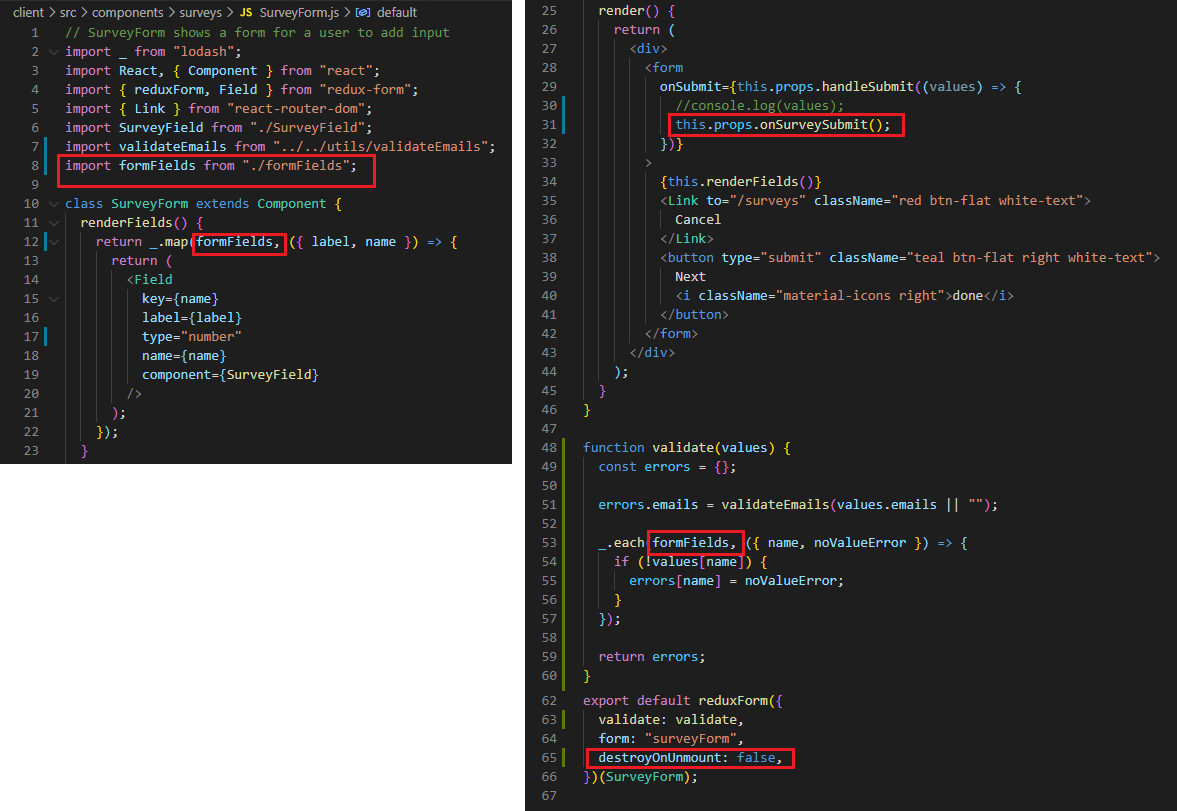 client > src > components > surveys > JS SurveyForm.js > default
1 // SurveyForm shows a form for a user to add input
2 import _ from "lodash";
3 import React, { Component } from "react";
4 import { reduxForm, Field } from "redux-form";
5 import { Link } from "react-router-dom";
6 import SurveyField from "./SurveyField";
7 import validateEmails from "../../utils/validateEmails";
8 import formFields from "./formFields";
9
10 class SurveyForm extends Component {
11 renderFields() {
12 return _.map(formFields, ({ label, name }) => {
13 return (
14 <Field
15 key={name}
16 label={label}
17 type="number"
18 name={name}
19 component={SurveyField}
20 />
21 );
22 });
23 }
25 render() {
26 return (
27 <div>
28 <form
29 onSubmit={this.props.handleSubmit((values) => {
30 //console.log(values);
31 this.props.onSurveySubmit();
32 })}
33 >
34 {this.renderFields()}
35 <Link to="/surveys" className="red btn-flat white-text">
36 Cancel
37 </Link>
38 <button type="submit" className="teal btn-flat right white-text">
39 Next
40 <i className="material-icons right">done</i>
41 </button>
42 </form>
43 </div>
44 );
45 }
46 }
47
48 function validate(values) {
49 const errors = {};
50
51 errors.emails = validateEmails(values.emails || "");
52
53 _.each(formFields, ({ name, noValueError }) => {
54 if (!values[name]) {
55 errors[name] = noValueError;
56 }
57 });
58
59 return errors;
60 }
62 export default reduxForm({
63 validate: validate,
64 form: "surveyForm",
65 destroyOnUnmount: false,
66 })(SurveyForm);
67